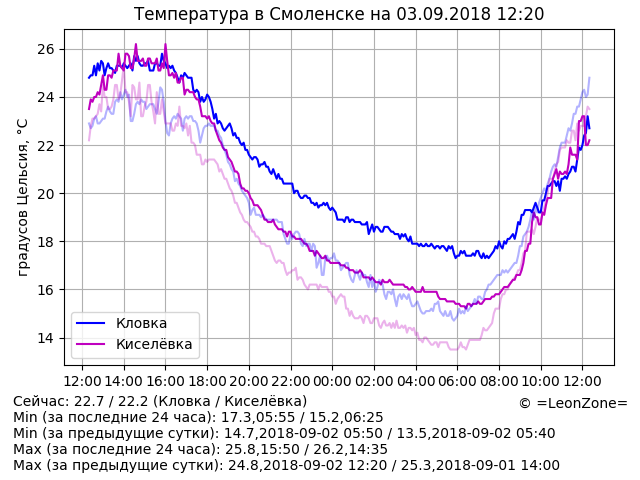 Температура в Смоленске на 03.09.2018 12:20
градусов Цельсия, °C
26
24
22
20
18
16
14
Кловка
Киселёвка
12:00 14:00 16:00 18:00 20:00 22:00 00:00 02:00 04:00 06:00 08:00 10:00 12:00
Сейчас: 22.7 / 22.2 (Кловка / Киселёвка)
© =LeonZone=
Min (за последние 24 часа): 17.3,05:55 / 15.2,06:25
Min (за предыдущие сутки): 14.7,2018-09-02 05:50 / 13.5,2018-09-02 05:40
Max (за последние 24 часа): 25.8,15:50 / 26.2,14:35
Max (за предыдущие сутки): 24.8,2018-09-02 12:20 / 25.3,2018-09-01 14:00